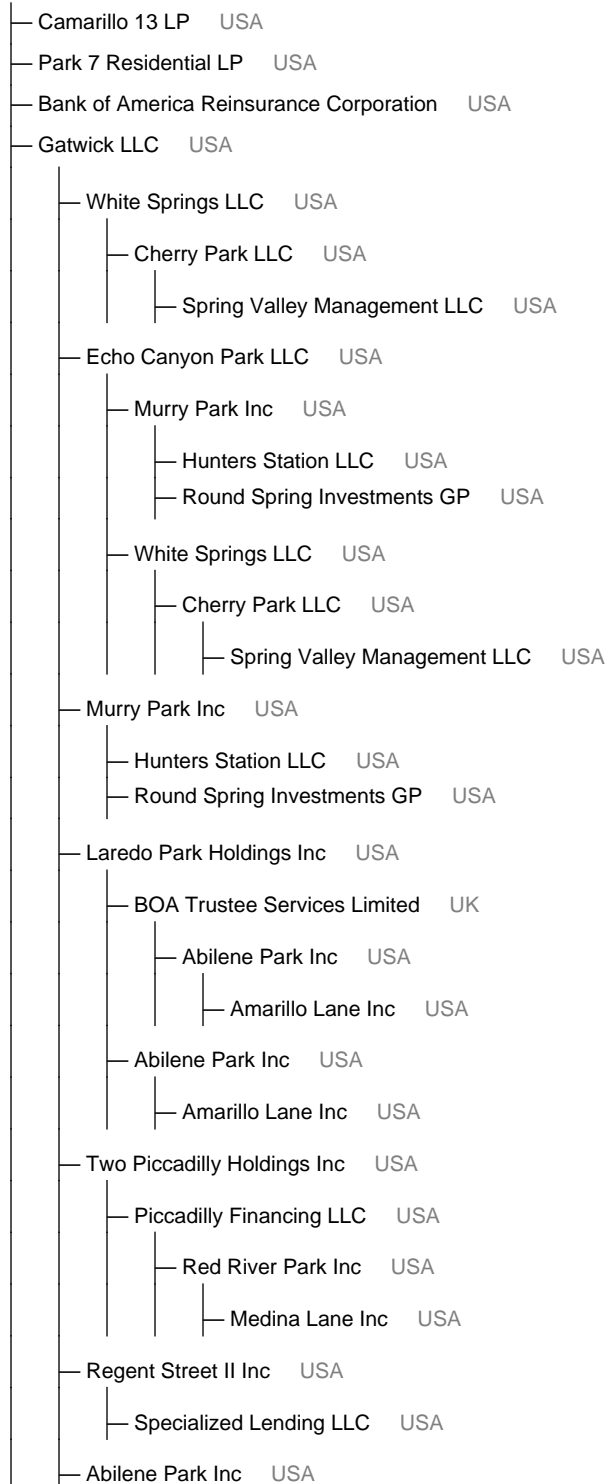 Camarillo 13 LP USA
Park 7 Residential LP USA
Bank of America Reinsurance Corporation USA
Gatwick LLC USA
White Springs LLC USA
Cherry Park LLC USA
Spring Valley Management LLC USA
Echo Canyon Park LLC USA
Murry Park Inc USA
Hunters Station LLC USA
Round Spring Investments GP USA
White Springs LLC USA
Cherry Park LLC USA
Spring Valley Management LLC USA
Murry Park Inc USA
Hunters Station LLC USA
Round Spring Investments GP USA
Laredo Park Holdings Inc USA
BOA Trustee Services Limited UK
Abilene Park Inc USA
Amarillo Lane Inc USA
Abilene Park Inc USA
Amarillo Lane Inc USA
Two Piccadilly Holdings Inc USA
Piccadilly Financing LLC USA
Red River Park Inc USA
Medina Lane Inc USA
Regent Street II Inc USA
Specialized Lending LLC USA
Abilene Park Inc USA